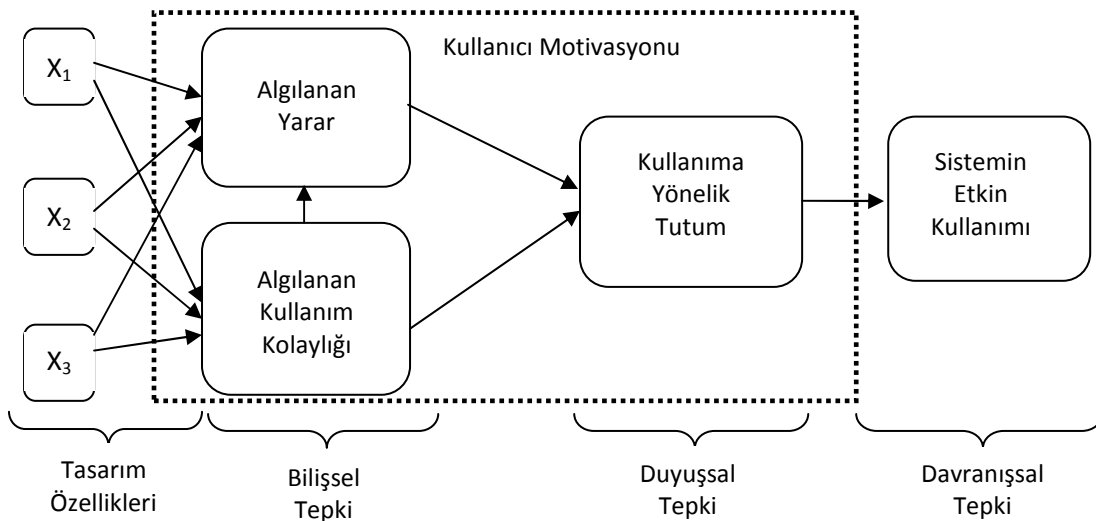 Kullanıcı Motivasyonu
X₁
X₂
X₃
Algılanan
Yarar
Algılanan
Kullanım
Kolaylığı
Kullanıma
Yönelik
Tutum
Sistemin
Etkin
Kullanımı
Tasarım
Özellikleri
Bilişsel
Tepki
Duyuşsal
Tepki
Davranışsal
Tepki